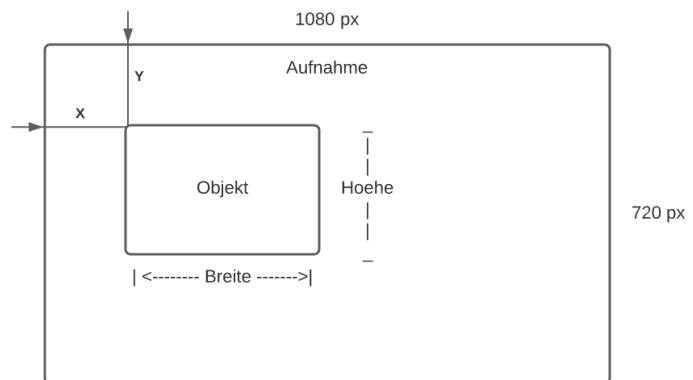 1080 px
Aufnahme
Y
X
Objekt
Hoehe
720 px
| <-------- Breite ------->|